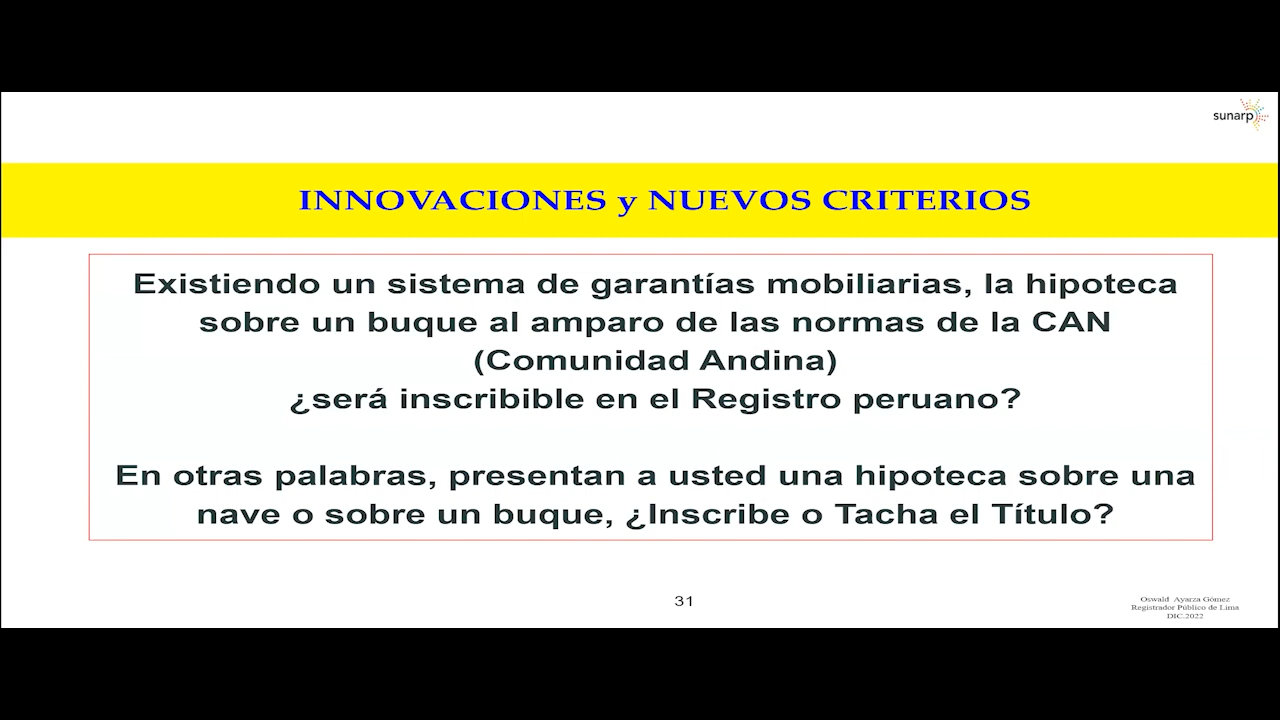 sunarp
INNOVACIONES y NUEVOS CRITERIOS
Existiendo un sistema de garantías mobiliarias, la hipoteca
sobre un buque al amparo de las normas de la CAN
(Comunidad Andina)
¿será inscribible en el Registro peruano?
En otras palabras, presentan a usted una hipoteca sobre una
nave o sobre un buque, ¿Inscribe o Tacha el Título?
31
Oswald Ayarza Gómez
Registrador Público de Lima
DIC.2022